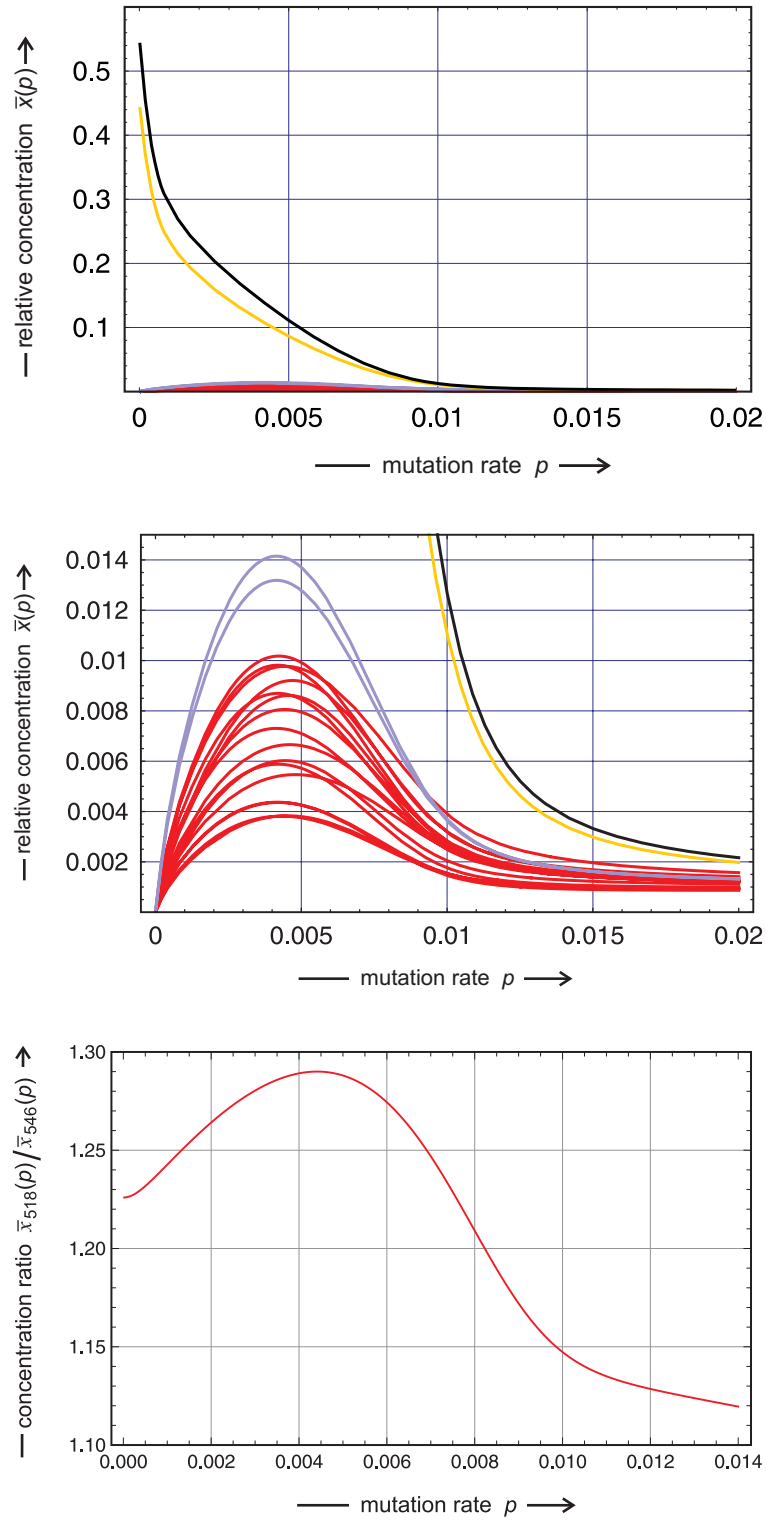 relative concentration x̄(p)
0.5
0.4
0.3
0.2
0.1
0 0.005 0.01 0.015 0.02
mutation rate p
relative concentration x̄(p)
0.014
0.012
0.01
0.008
0.006
0.004
0.002
0 0.005 0.01 0.015 0.02
mutation rate p
concentration ratio x̄518(p)/x̄546(p)
1.30
1.25
1.20
1.15
1.10
0.000 0.002 0.004 0.006 0.008 0.010 0.012 0.014
mutation rate p